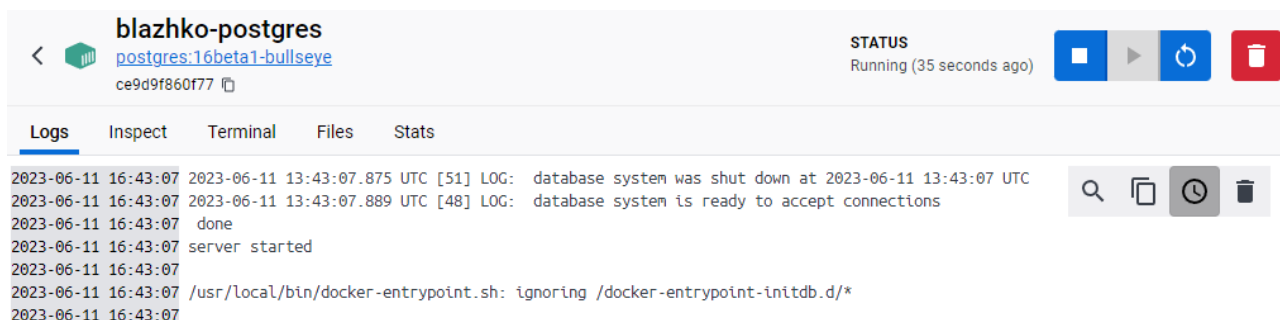 blazhko-postgres
postgres:16beta1-bullseye
ce9d9f860f77
STATUS
Running (35 seconds ago)
Logs Inspect Terminal Files Stats
2023-06-11 16:43:07 2023-06-11 13:43:07.875 UTC [51] LOG:  database system was shut down at 2023-06-11 13:43:07 UTC
2023-06-11 16:43:07 2023-06-11 13:43:07.889 UTC [48] LOG:  database system is ready to accept connections
2023-06-11 16:43:07  done
2023-06-11 16:43:07 server started
2023-06-11 16:43:07
2023-06-11 16:43:07 /usr/local/bin/docker-entrypoint.sh: ignoring /docker-entrypoint-initdb.d/*
2023-06-11 16:43:07